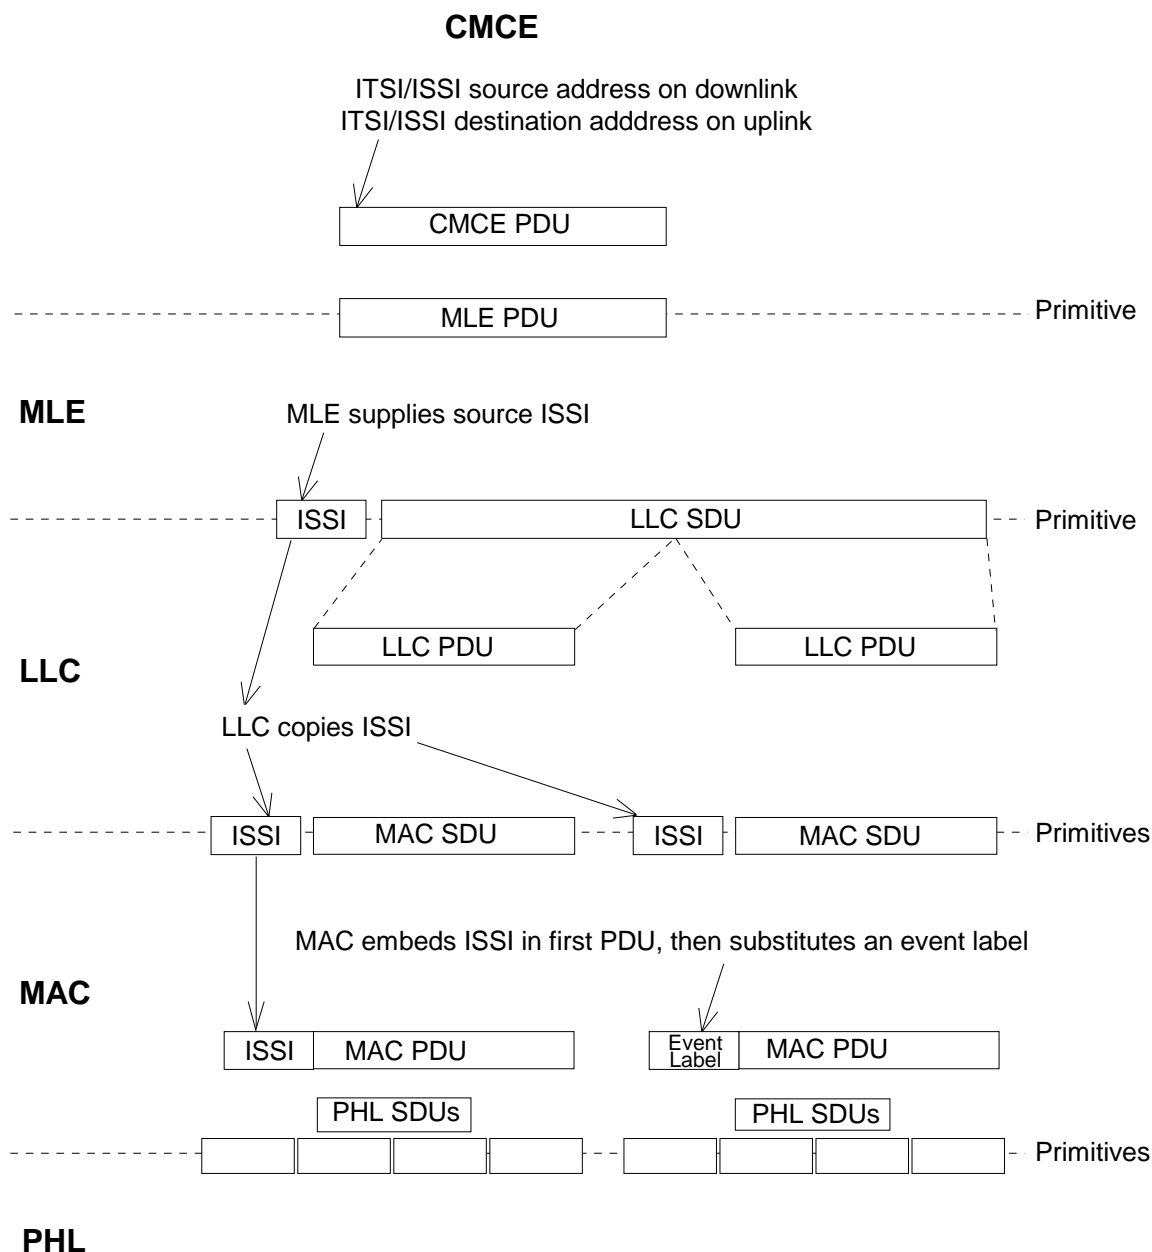 CMCE
ITSI/ISSI source address on downlink
ITSI/ISSI destination adddress on uplink
CMCE PDU
MLE PDU
Primitive
MLE
MLE supplies source ISSI
ISSI
LLC SDU
Primitive
LLC PDU
LLC PDU
LLC
LLC copies ISSI
ISSI
MAC SDU
ISSI
MAC SDU
Primitives
MAC embeds ISSI in first PDU, then substitutes an event label
MAC
ISSI
MAC PDU
Event
Label
MAC PDU
PHL SDUs
PHL SDUs
Primitives
PHL